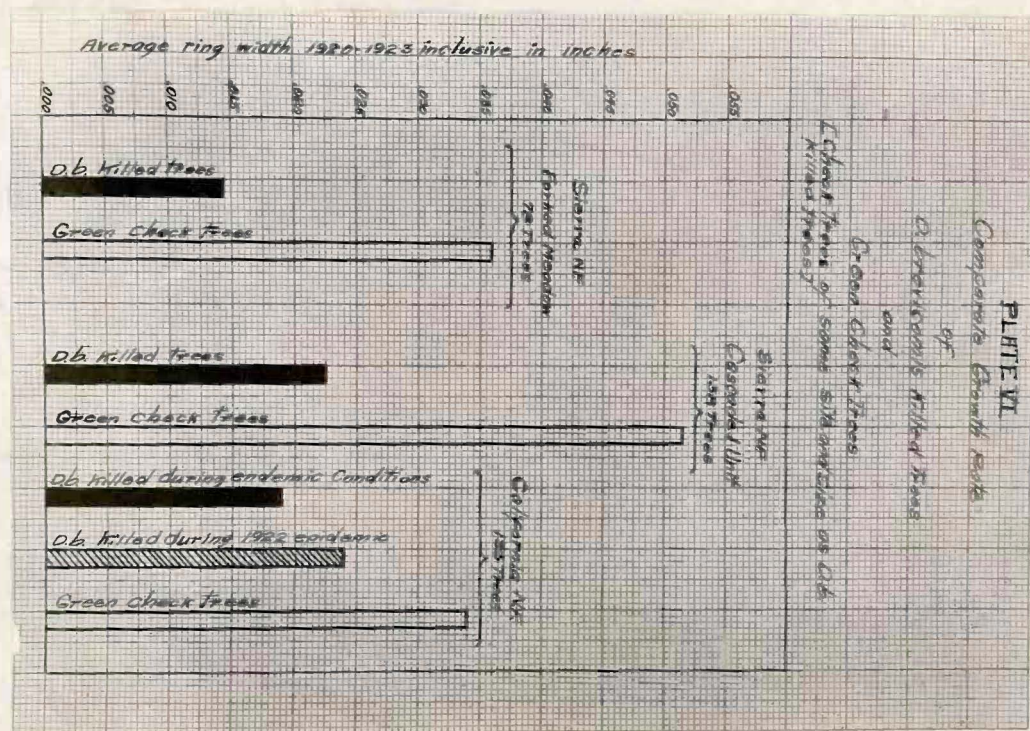 PLATE VI
Growth Rate
of
D. brevicomis Killed Trees
and
Green Check Trees
[Check trees of same site and size as D.b.
Killed trees]
Average ring width 1920-1923 inclusive in inches
.000 .005 .010 .015 .020 .025 .030 .035 .040 .045 .050 .055
D.b. killed trees
Green check trees
Sierra NF
Forked Meadow
72 Trees
D.b. killed trees
Green check trees
Sierra NF
Cascadel Unit
Trees
D.b. killed during endemic Conditions
D.b. killed during 1922 epidemic
Green check trees
California NF
Trees